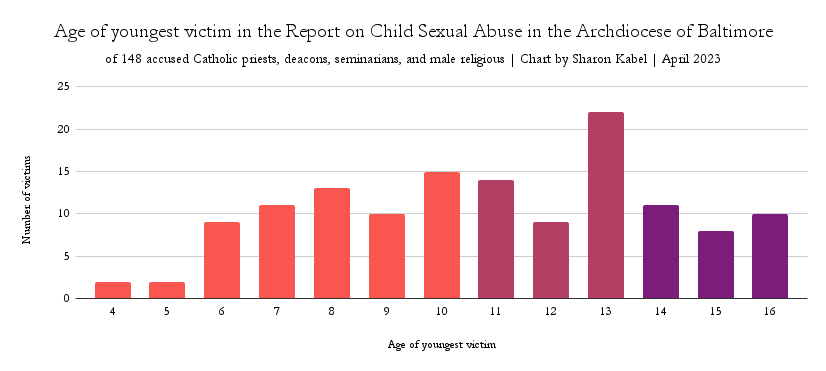 Age of youngest victim in the Report on Child Sexual Abuse in the Archdiocese of Baltimore
of 148 accused Catholic priests, deacons, seminarians, and male religious | Chart by Sharon Kabel | April 2023
25
20
15
10
5
0
Number of victims
4 5 6 7 8 9 10 11 12 13 14 15 16
Age of youngest victim